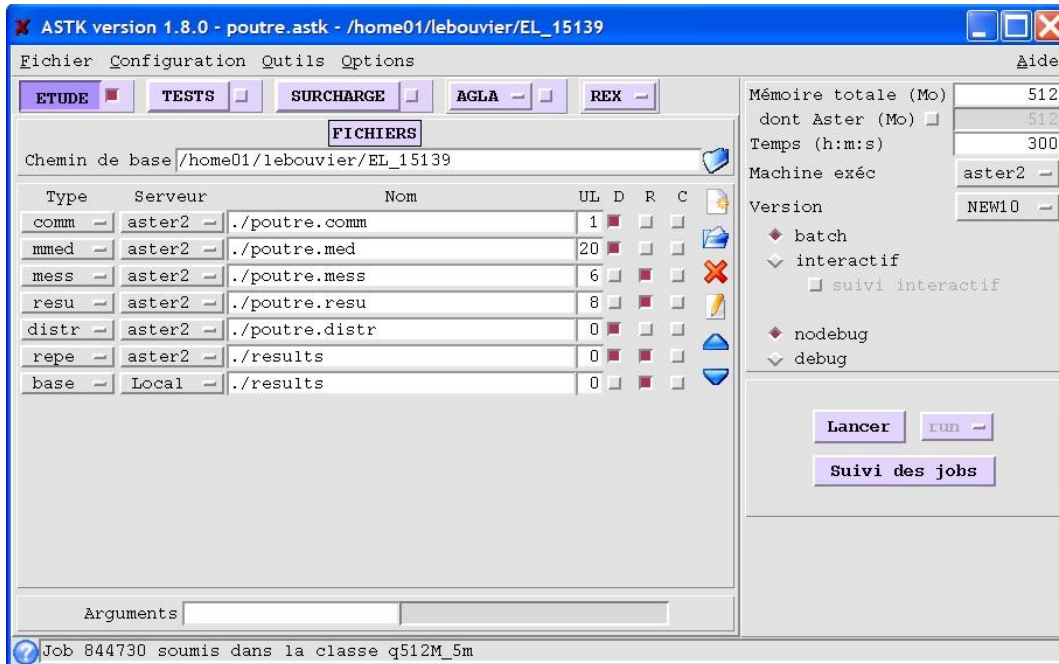 ASTK version 1.8.0 - poutre.astk - /home01/lebouvier/EL_15139
Fichier Configuration Outils Options Aide
ETUDE TESTS SURCHARGE AGLA REX
FICHIERS
Chemin de base /home01/lebouvier/EL_15139
Type Serveur Nom UL D R C
comm aster2 ./poutre.comm 1
mmed aster2 ./poutre.med 20
mess aster2 ./poutre.mess 6
resu aster2 ./poutre.resu 8
distr aster2 ./poutre.distr 0
repe aster2 ./results 0
base Local ./results 0
Arguments
Mémoire totale (Mo) 512
dont Aster (Mo) 512
Temps (h:m:s) 300
Machine exéc aster2
Version NEW10
batch
interactif
suivi interactif
nodebug
debug
Lancer run
Suivi des jobs
Job 844730 soumis dans la classe q512M_5m